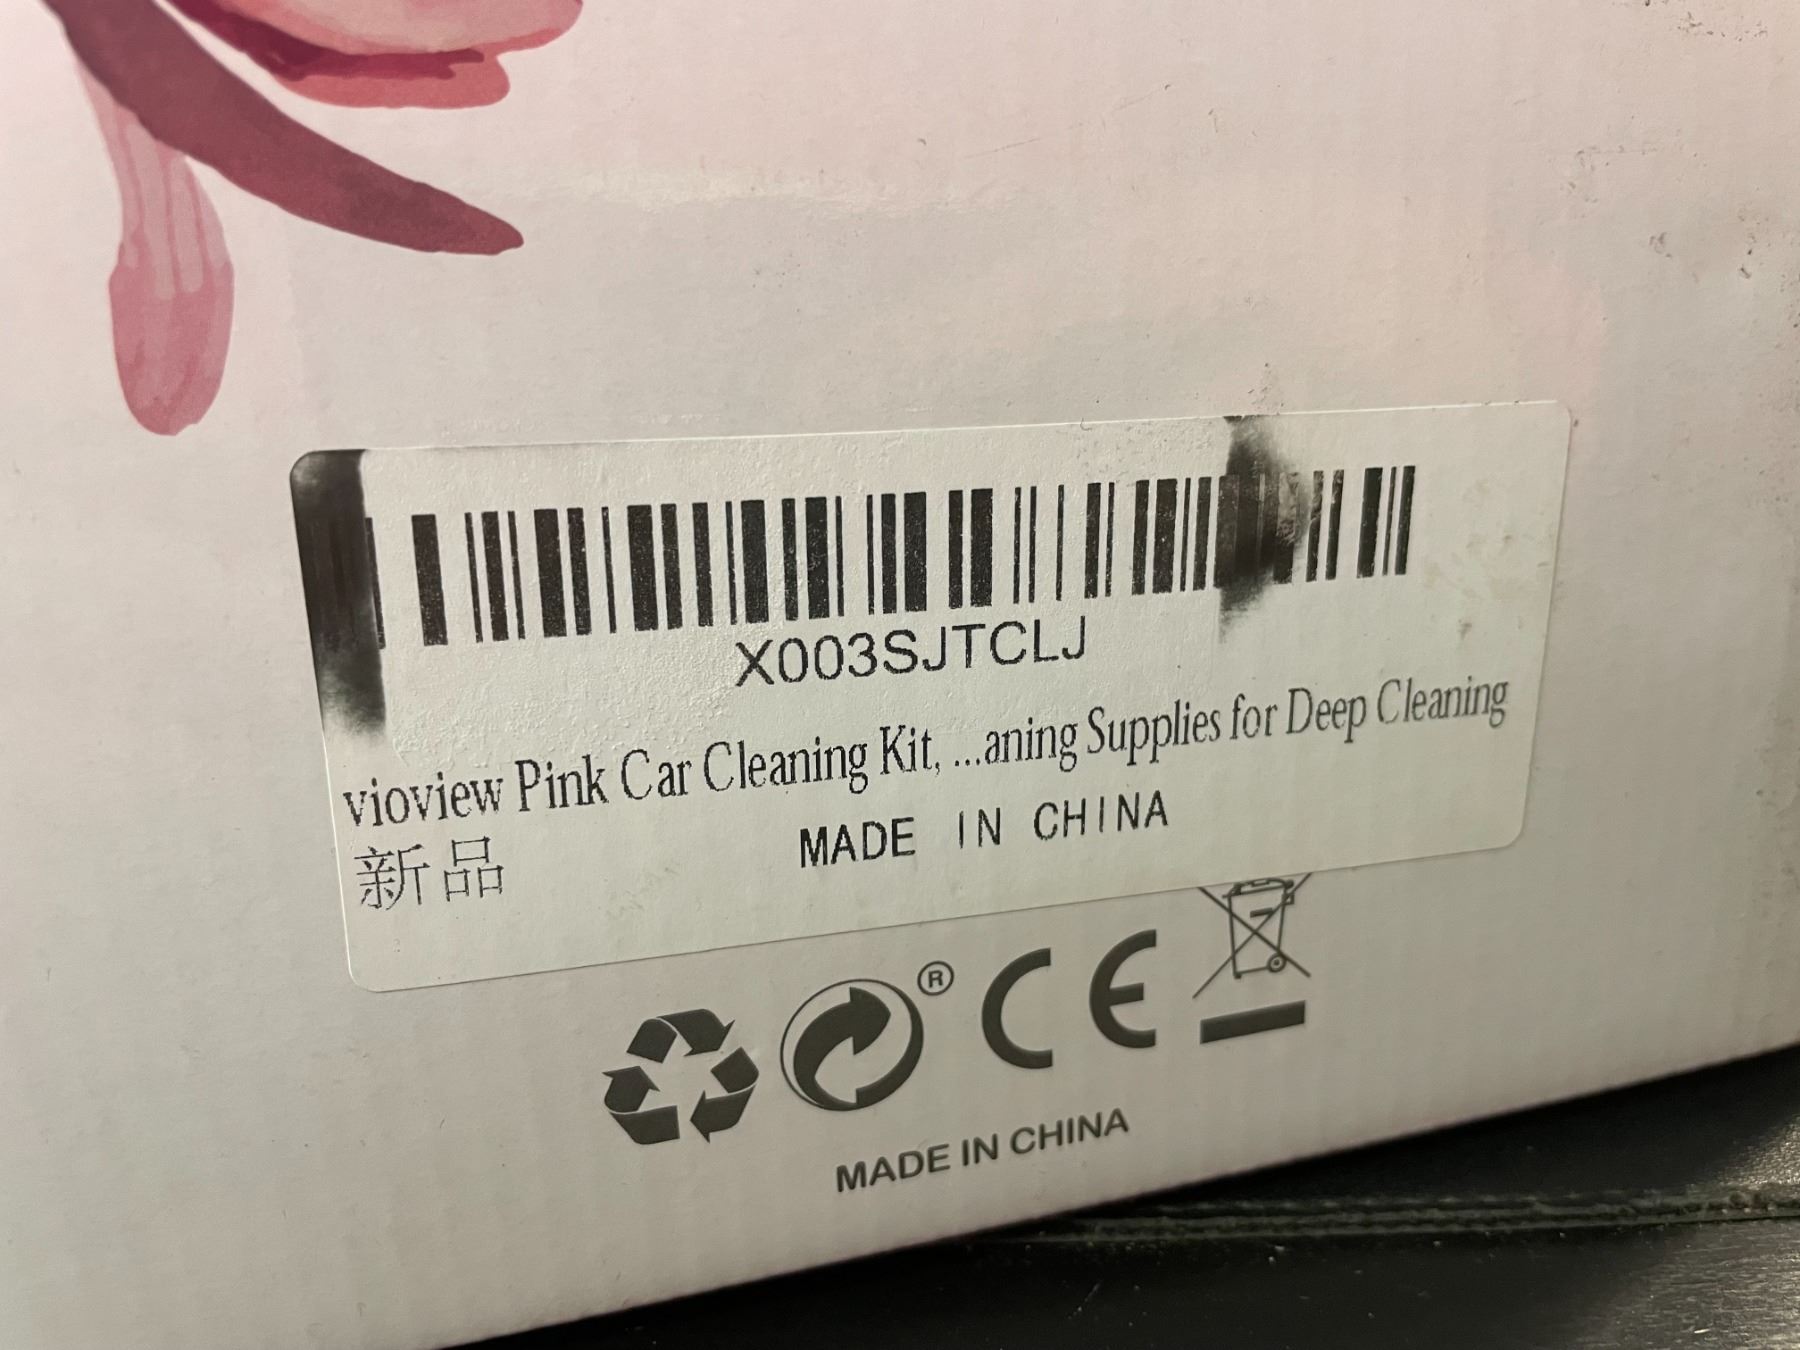 X003SJTCLJ
vioview Pink Car Cleaning Kit, ...aning Supplies for Deep Cleaning
新品 MADE IN CHINA
® CE
MADE IN CHINA